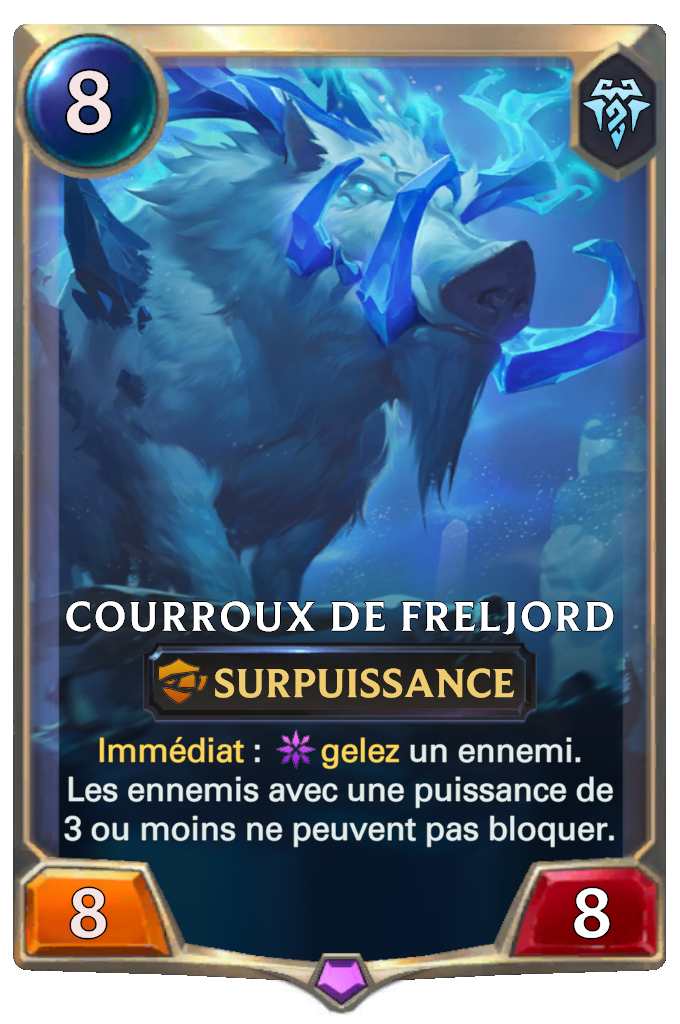 8
COURROUX DE FRELJORD
SURPUISSANCE
Immédiat : gelez un ennemi.
Les ennemis avec une puissance de
3 ou moins ne peuvent pas bloquer.
8 8